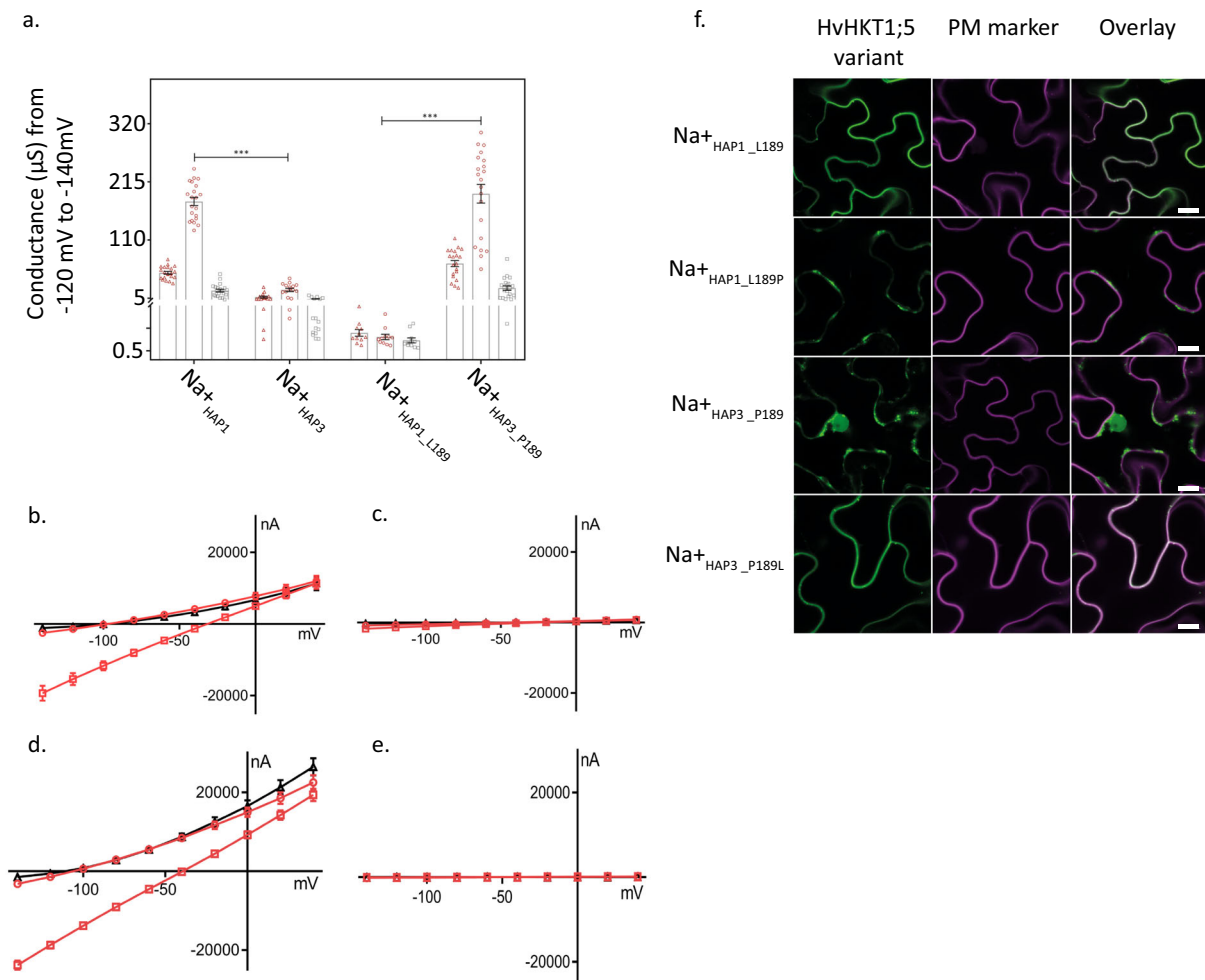 a.
Conductance (µS) from
-120 mV to -140mV
320
215
110
5
0.5
***
***
Na+HAP1
Na+HAP3
Na+HAP1_L189
Na+HAP3_P189
b.
nA
20000
-100
-50
mV
-20000
c.
nA
20000
-100
-50
mV
-20000
d.
nA
20000
-100
-50
mV
-20000
e.
nA
20000
-100
-50
mV
-20000
f.
HvHKT1;5
variant
PM marker
Overlay
Na+HAP1_L189
Na+HAP1_L189P
Na+HAP3_P189
Na+HAP3_P189L